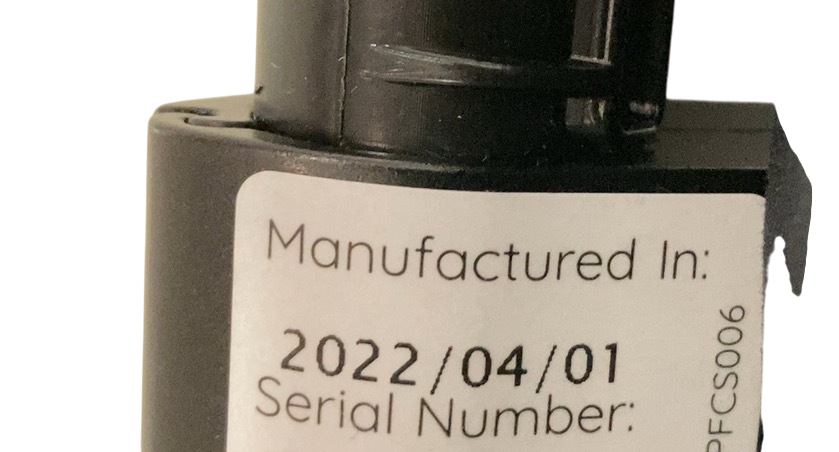 Manufactured In:
2022/04/01
Serial Number:
PFCS006